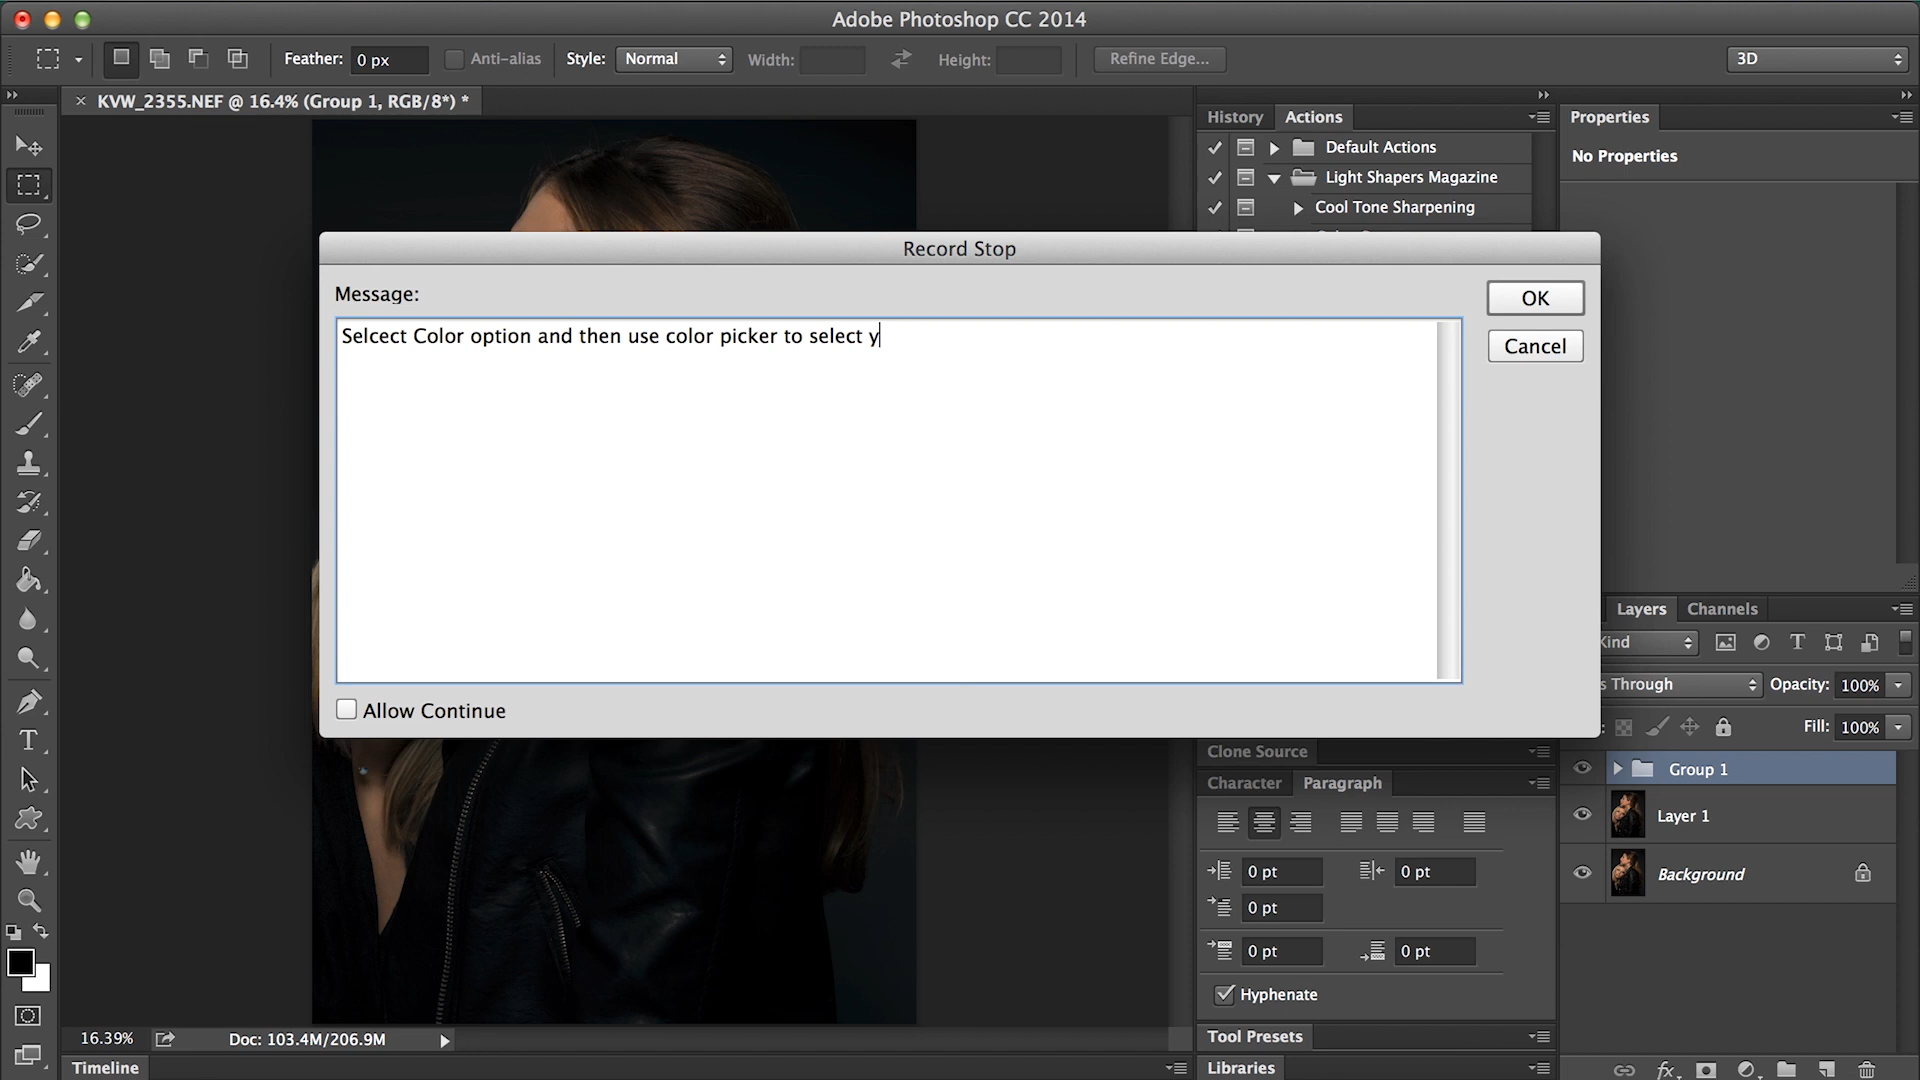 Adobe Photoshop CC 2014
Feather: 0 px Anti-alias Style: Normal Width: Height: Refine Edge... 3D
KVW_2355.NEF @ 16.4% (Group 1, RGB/8*) *
History Actions
Properties
Default Actions
No Properties
Light Shapers Magazine
Cool Tone Sharpening
Record Stop
Message:
OK
Selcect Color option and then use color picker to select y
Cancel
Allow Continue
Layers Channels
Kind
s Through Opacity: 100%
Fill: 100%
Clone Source
Group 1
Character Paragraph
Layer 1
0 pt 0 pt
Background
0 pt
0 pt 0 pt
Hyphenate
16.39% Doc: 103.4M/206.9M
Tool Presets
Timeline
Libraries